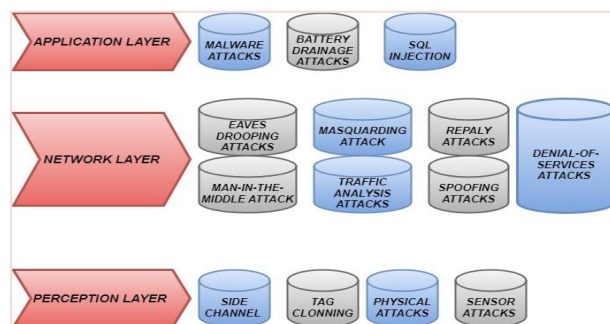 APPLICATION LAYER
MALWARE
ATTACKS
BATTERY
DRAINAGE
ATTACKS
SQL
INJECTION
NETWORK LAYER
EAVES
DROOPING
ATTACKS
MASQUARDING
ATTACK
REPALY
ATTACKS
DENIAL-OF-
SERVICES
ATTACKS
MAN-IN-THE-
MIDDLE ATTACK
TRAFFIC
ANALYSIS
ATTACKS
SPOOFING
ATTACKS
PERCEPTION LAYER
SIDE
CHANNEL
TAG
CLONNING
PHYSICAL
ATTACKS
SENSOR
ATTACKS